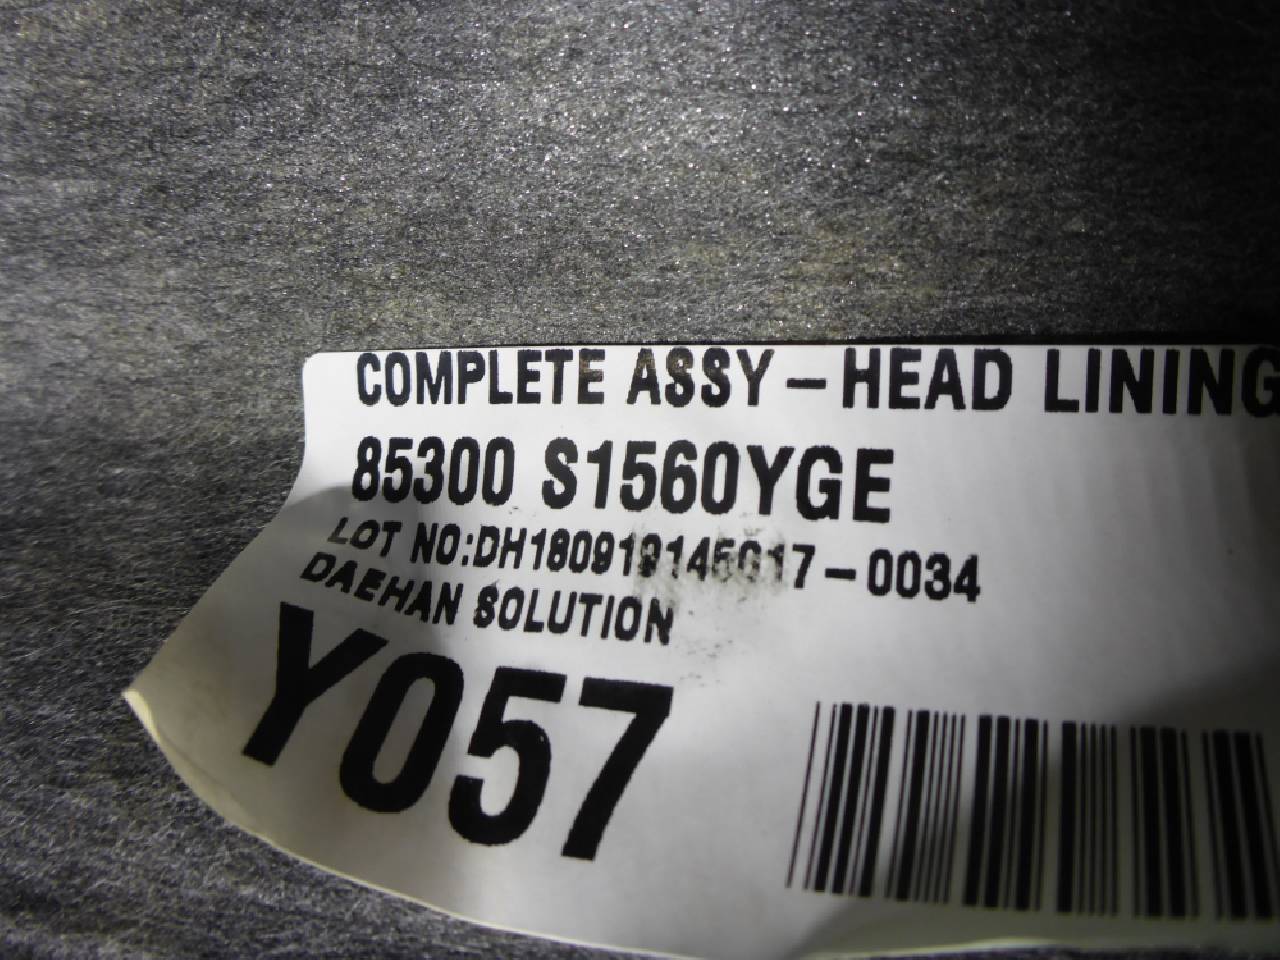 COMPLETE ASSY-HEAD LINING
85300 S1560YGE
LOT NO:DH180919145017-0034
DAEHAN SOLUTION
Y057